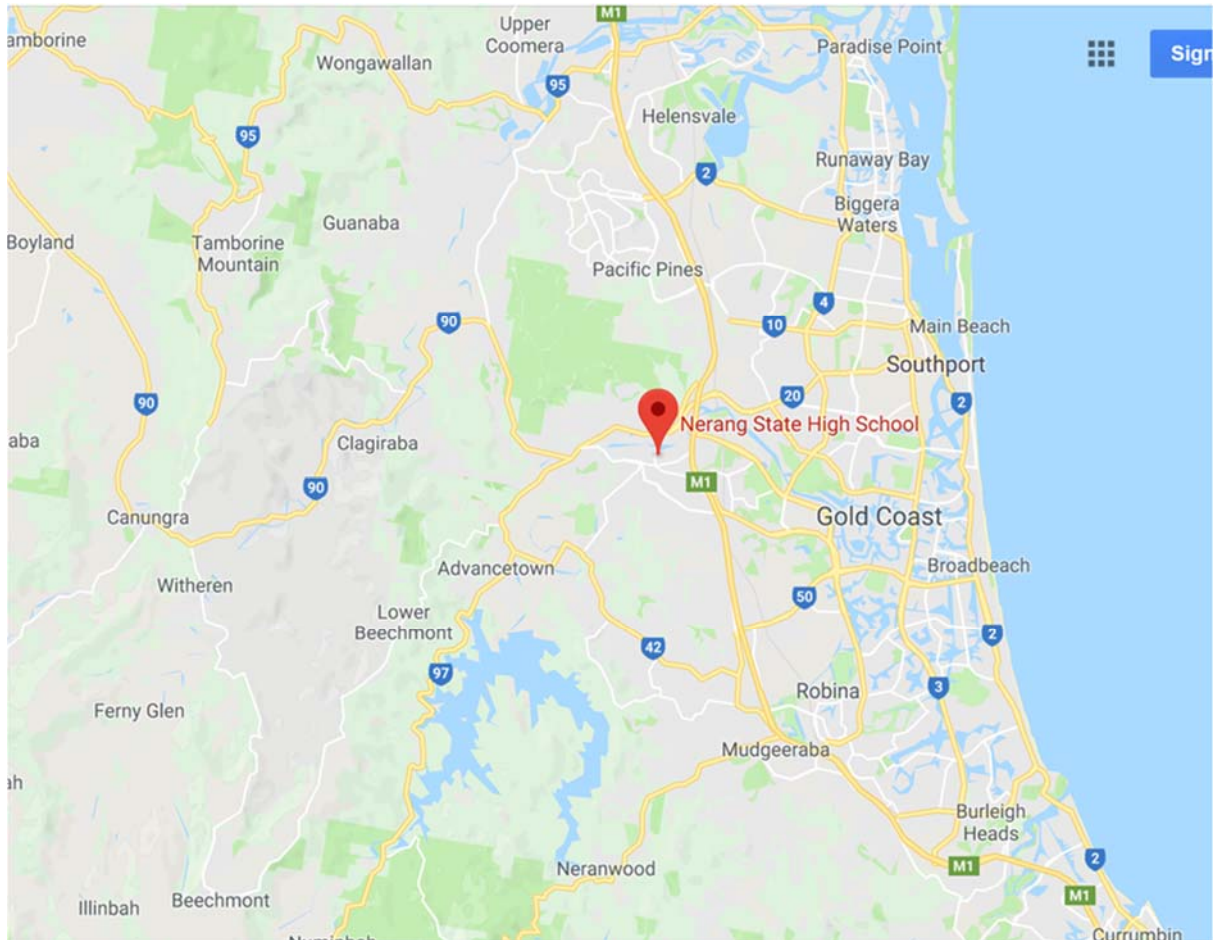 M1
Upper
Coomera
amborine
Paradise Point
Wongawallan
Sign
95
Helensvale
95
Runaway Bay
2
Biggera
Waters
Guanaba
Boyland
Tamborine
Mountain
Pacific Pines
4
90
10
Main Beach
Southport
90
20
2
Nerang State High School
aba
Clagiraba
M1
90
Canungra
Gold Coast
Broadbeach
Advancetown
Witheren
50
Lower
Beechmont
2
42
97
Robina
3
Ferny Glen
Mudgeeraba
ah
Burleigh
Heads
2
Neranwood
M1
M1
Beechmont
Illinbah
Numinbah
Currumbin